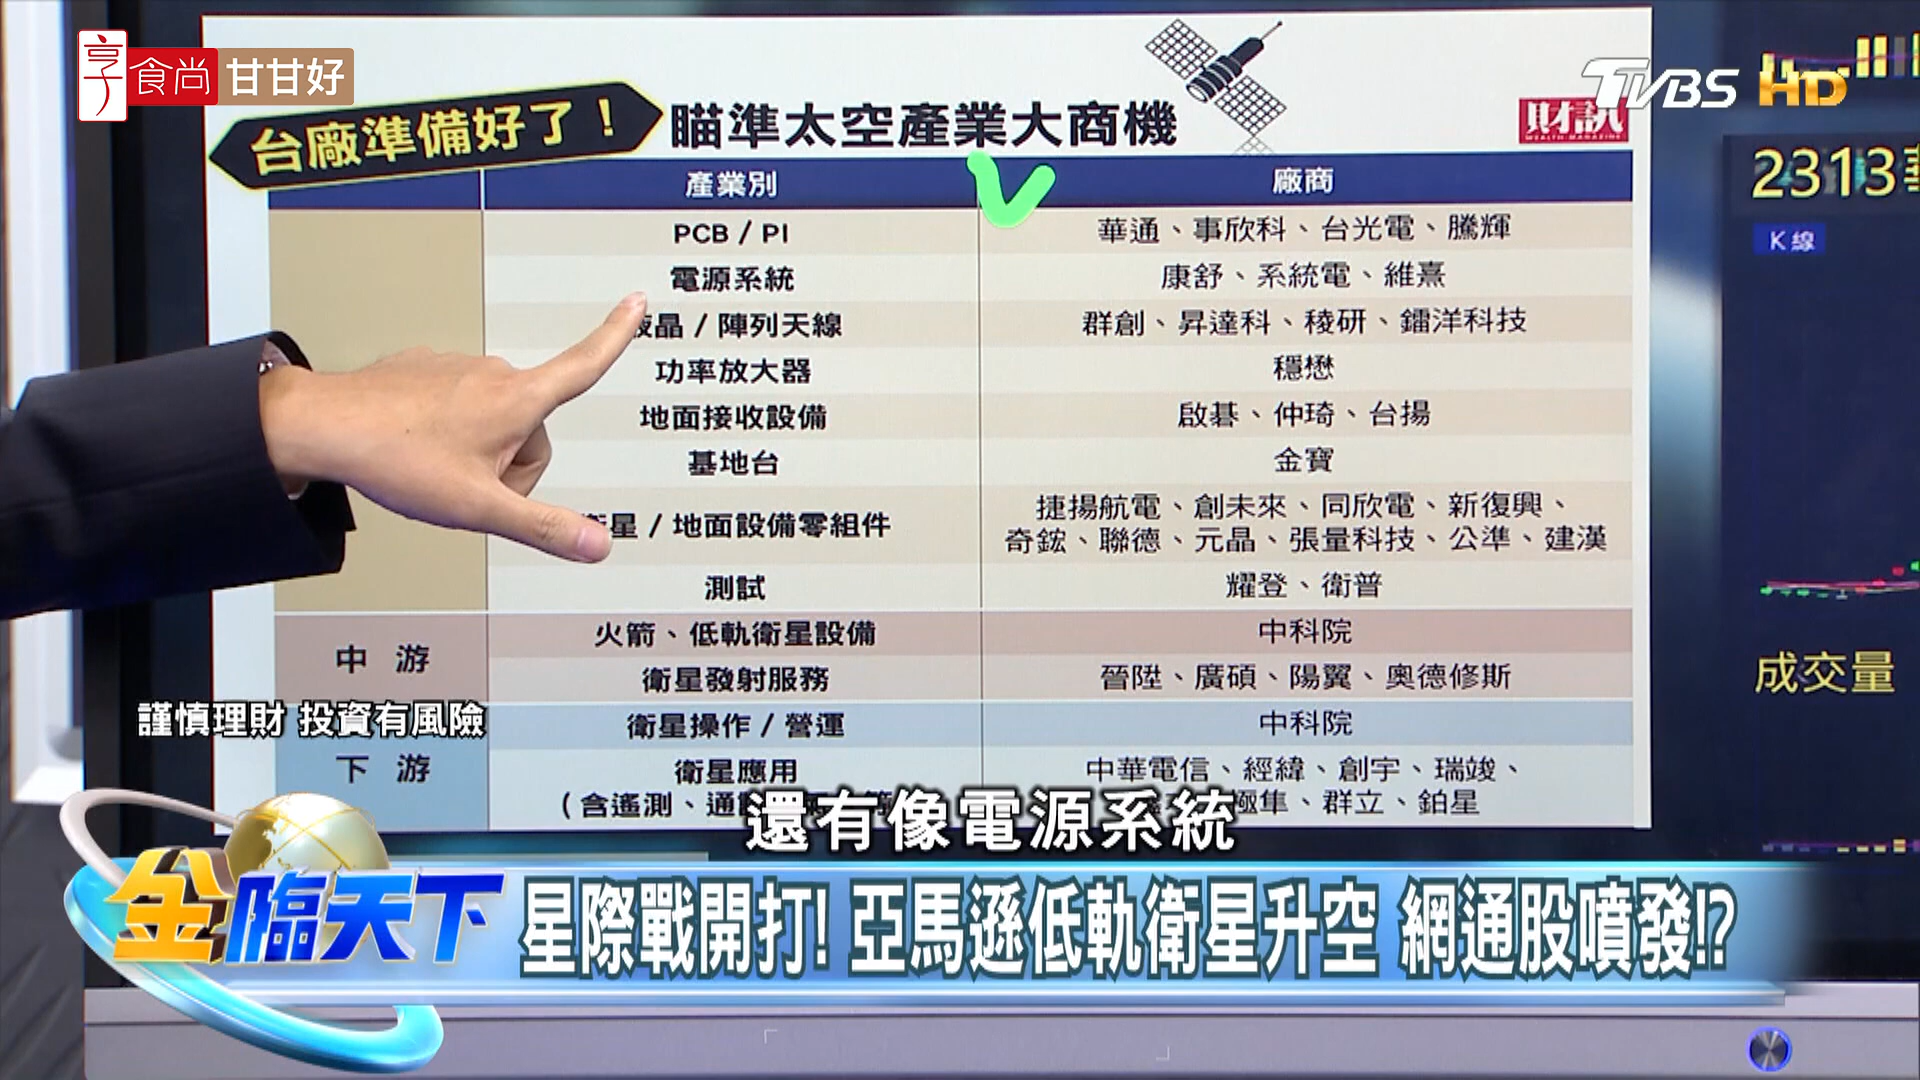 享
食尚
甘甘好
TVBS HD
台廠準備好了！
瞄準太空產業大商機
財訊
2313
K線
成交量
產業別 廠商
PCB / PI 華通、事欣科、台光電、騰輝
電源系統 康舒、系統電、維熹
液晶 / 陣列天線 群創、昇達科、稜研、鐳洋科技
功率放大器 穩懋
地面接收設備 啟碁、仲琦、台揚
基地台 金寶
衛星 / 地面設備零組件 捷揚航電、創未來、同欣電、新復興、
奇鋐、聯德、元晶、張量科技、公準、建漢
測試 耀登、衛普
中游 火箭、低軌衛星設備 中科院
衛星發射服務 晉陞、廣碩、陽翼、奧德修斯
謹慎理財 投資有風險
衛星操作 / 營運 中科院
下游 衛星應用 中華電信、經緯、創宇、瑞竣、
（含遙測、通 極隼、群立、鉑星
還有像電源系統
金臨天下
星際戰開打! 亞馬遜低軌衛星升空 網通股噴發!?